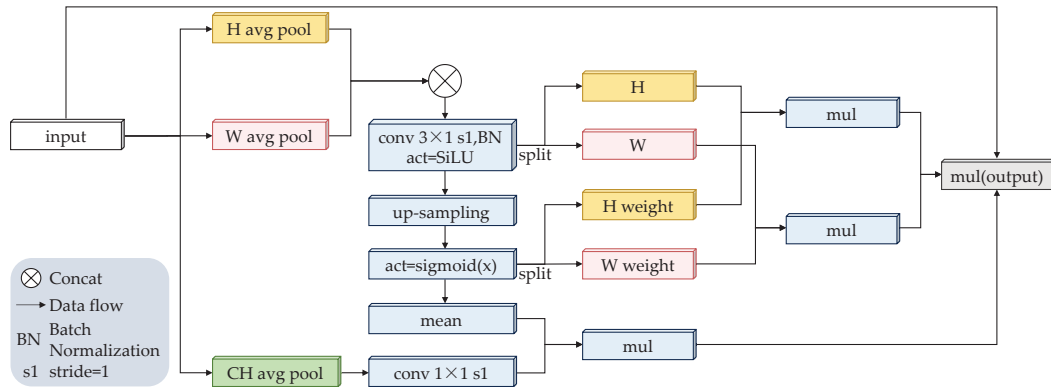 H avg pool
input
W avg pool
conv 3×1 s1,BN
act=SiLU
split
H
W
mul
mul(output)
up-sampling
H weight
mul
act=sigmoid(x)
split
W weight
mean
mul
CH avg pool
conv 1×1 s1
Concat
Data flow
BN Batch
Normalization
s1 stride=1